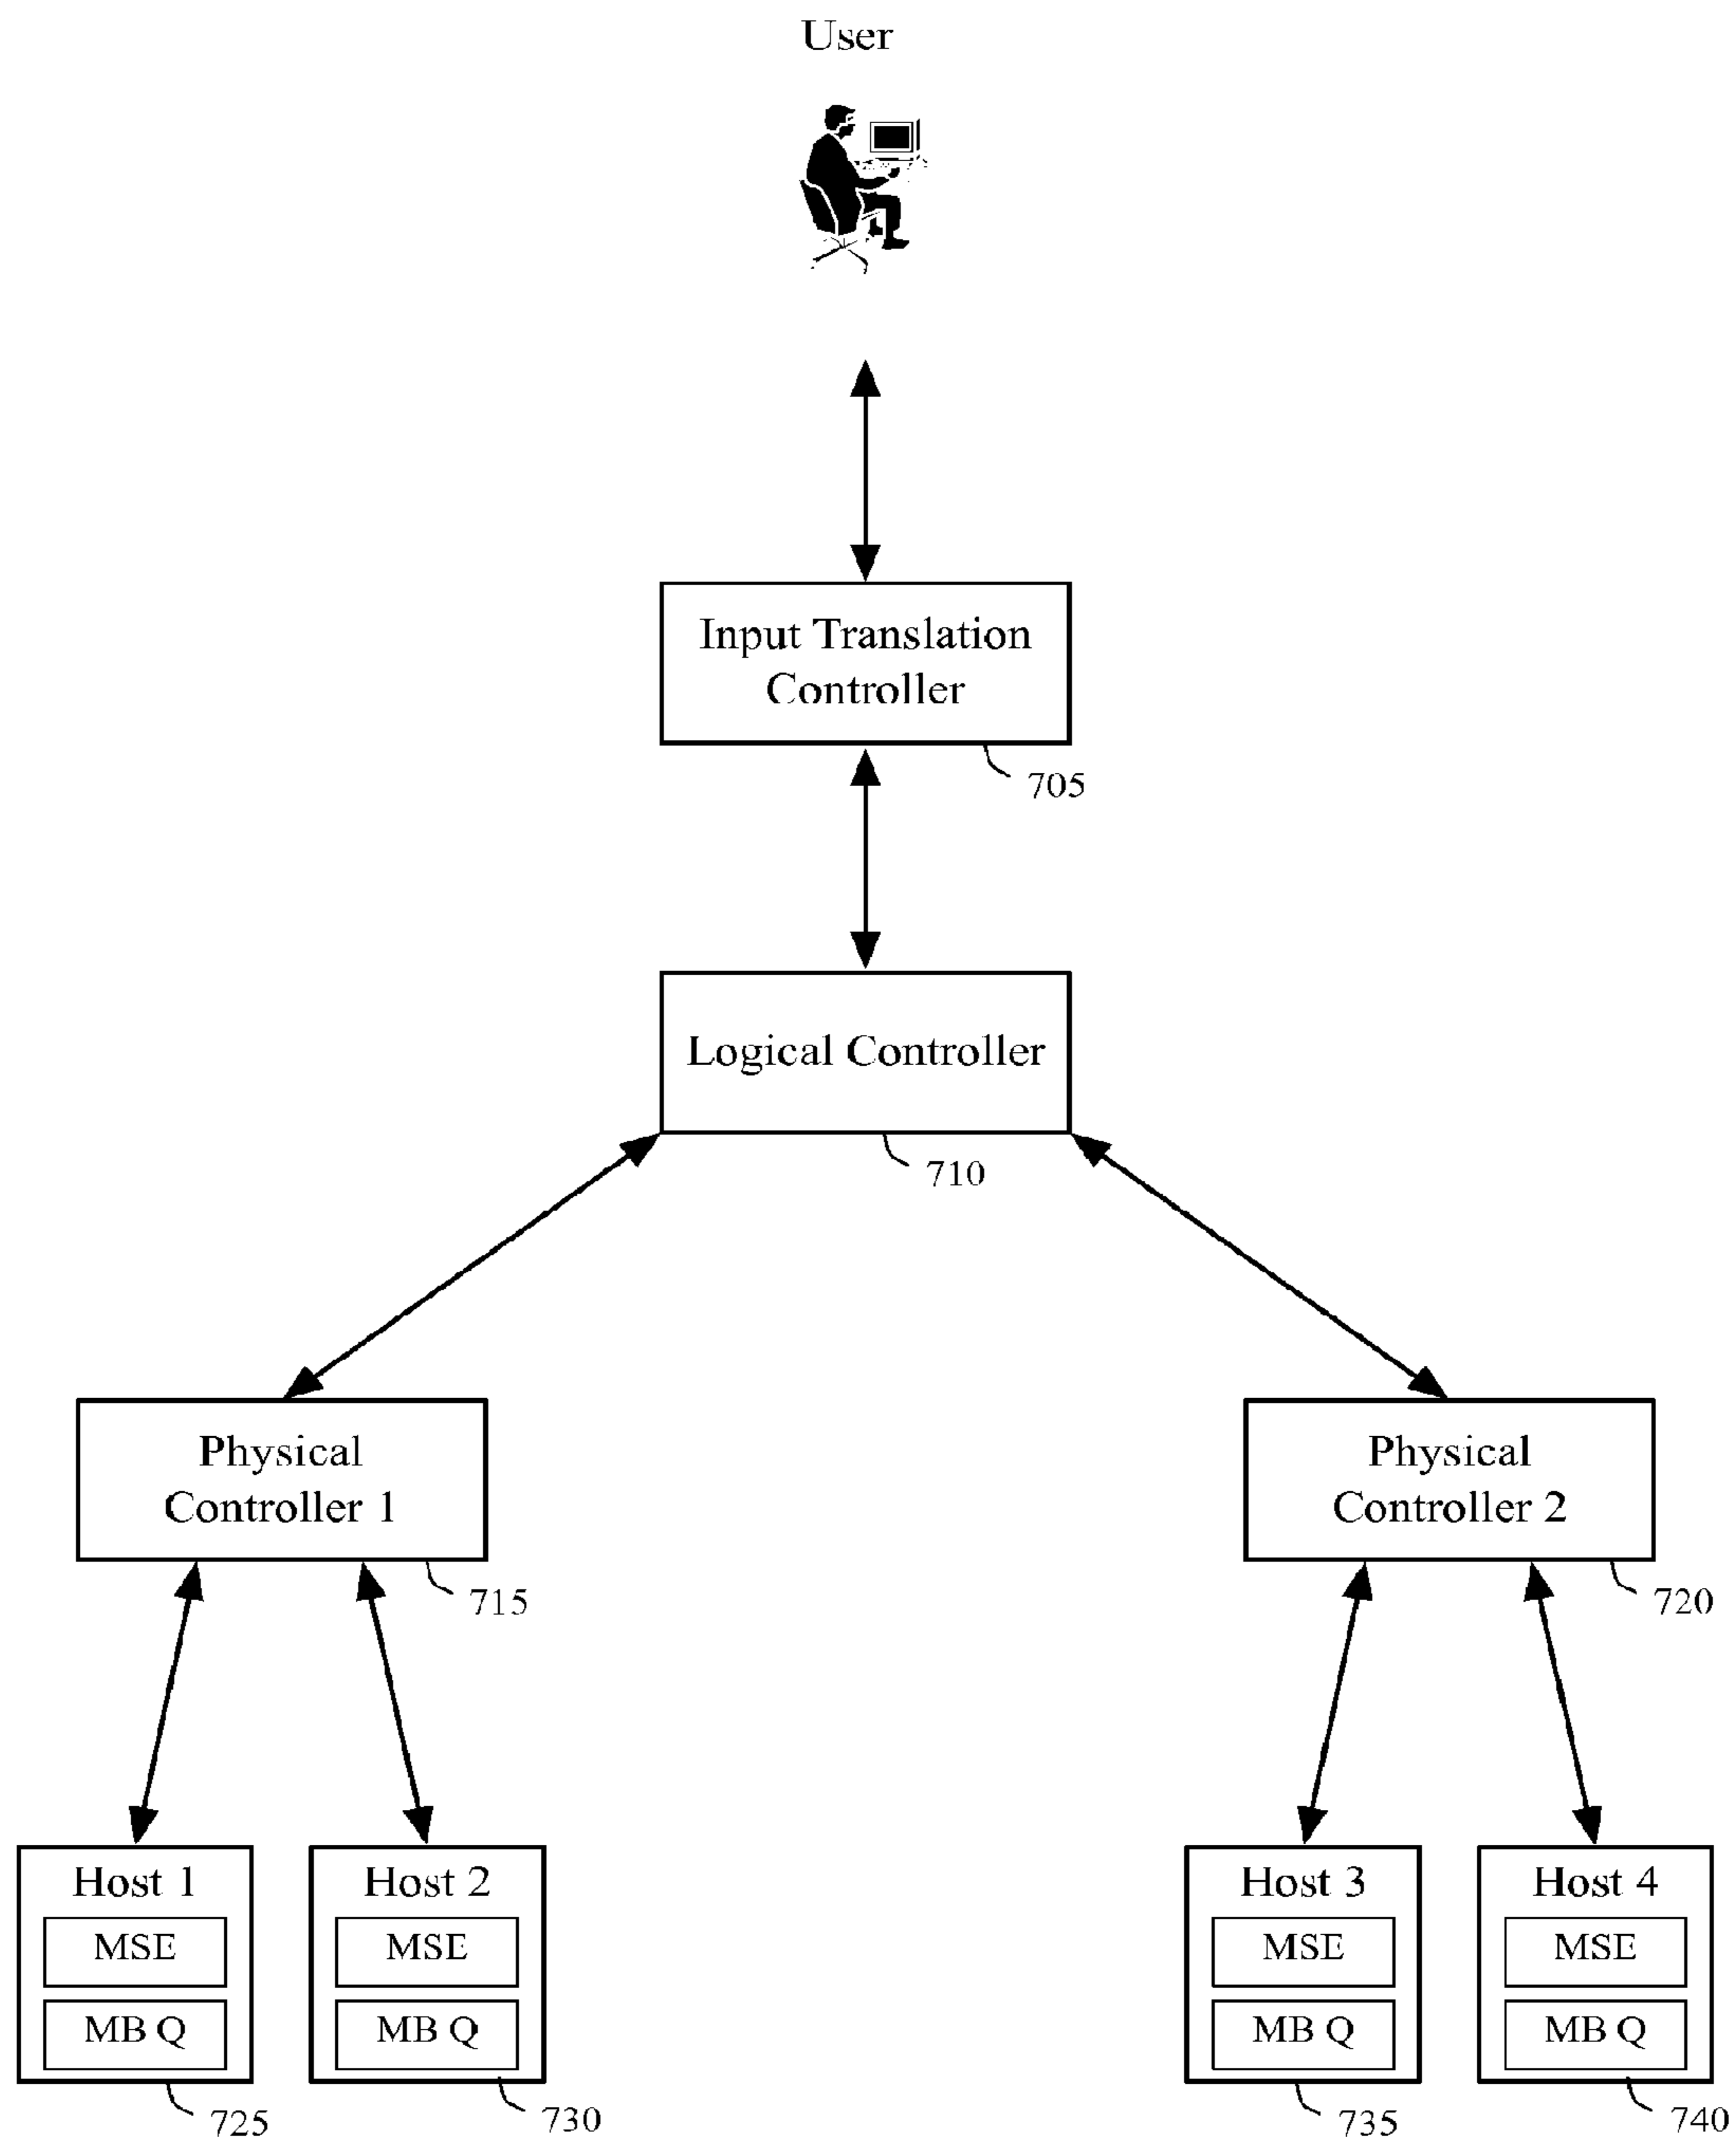 User
Input Translation
Controller
705
Logical Controller
710
Physical
Controller 1
715
Physical
Controller 2
720
Host 1
MSE
MB Q
725
Host 2
MSE
MB Q
730
Host 3
MSE
MB Q
735
Host 4
MSE
MB Q
740